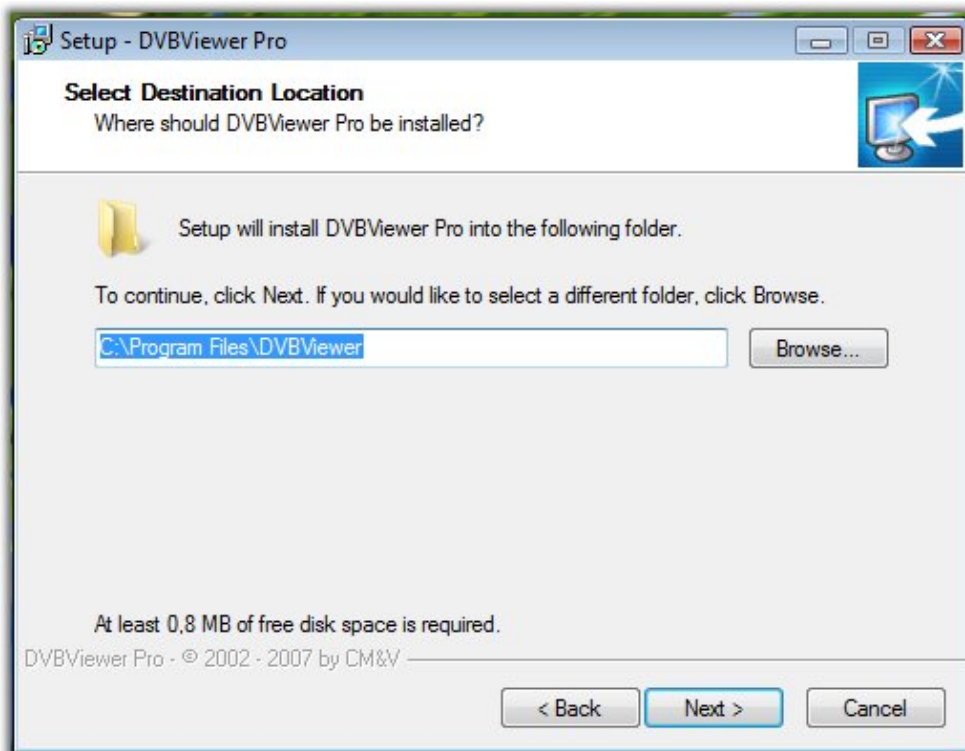 Setup - DVBViewer Pro
Select Destination Location
Where should DVBViewer Pro be installed?
Setup will install DVBViewer Pro into the following folder.
To continue, click Next. If you would like to select a different folder, click Browse.
C:\Program Files\DVBViewer
Browse...
At least 0,8 MB of free disk space is required.
DVBViewer Pro - © 2002 - 2007 by CM&V
< Back
Next >
Cancel